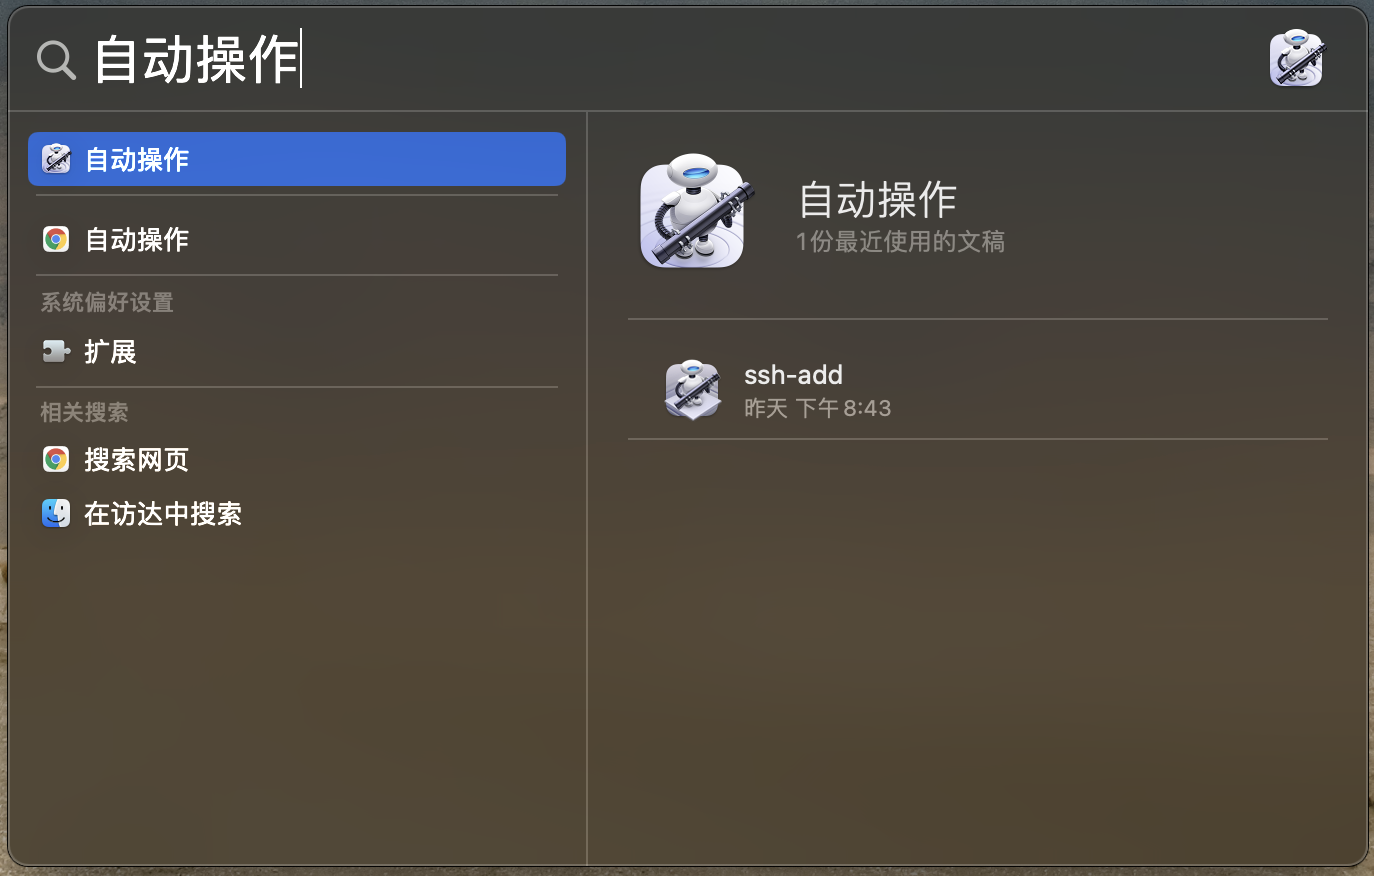 自动操作
自动操作
自动操作
系统偏好设置
扩展
相关搜索
搜索网页
在访达中搜索
自动操作
1份最近使用的文稿
ssh-add
昨天 下午8:43